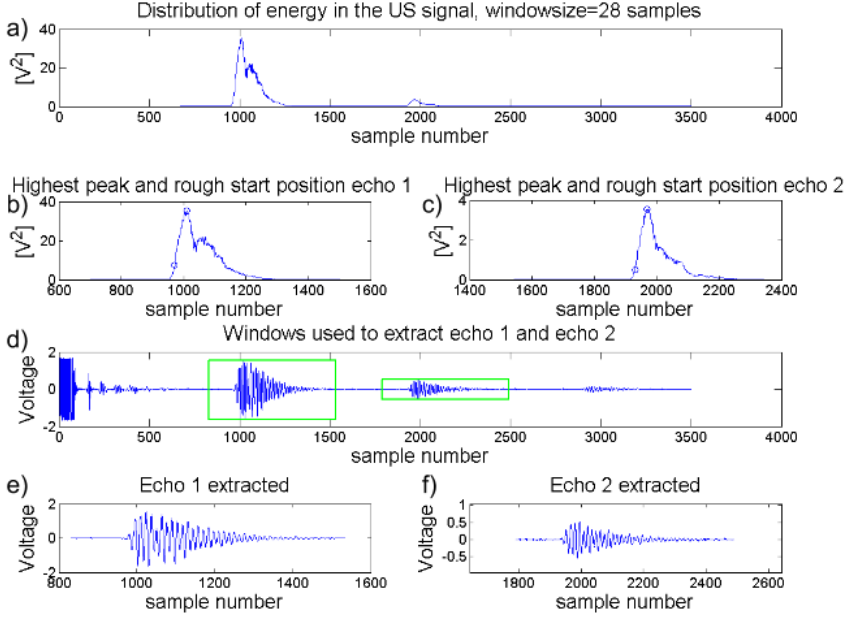 Distribution of energy in the US signal, windowsize=28 samples
a)
40
20
0
[V²]
0 500 1000 1500 2000 2500 3000 3500 4000
sample number
Highest peak and rough start position echo 1
b)
40
20
0
[V²]
600 800 1000 1200 1400 1600
sample number
Highest peak and rough start position echo 2
c)
4
2
0
[V²]
1400 1600 1800 2000 2200 2400
sample number
Windows used to extract echo 1 and echo 2
d)
2
0
-2
Voltage
0 500 1000 1500 2000 2500 3000 3500 4000
sample number
e)
Echo 1 extracted
2
0
-2
Voltage
800 1000 1200 1400 1600
sample number
f)
Echo 2 extracted
1
0.5
0
-0.5
Voltage
1800 2000 2200 2400 2600
sample number